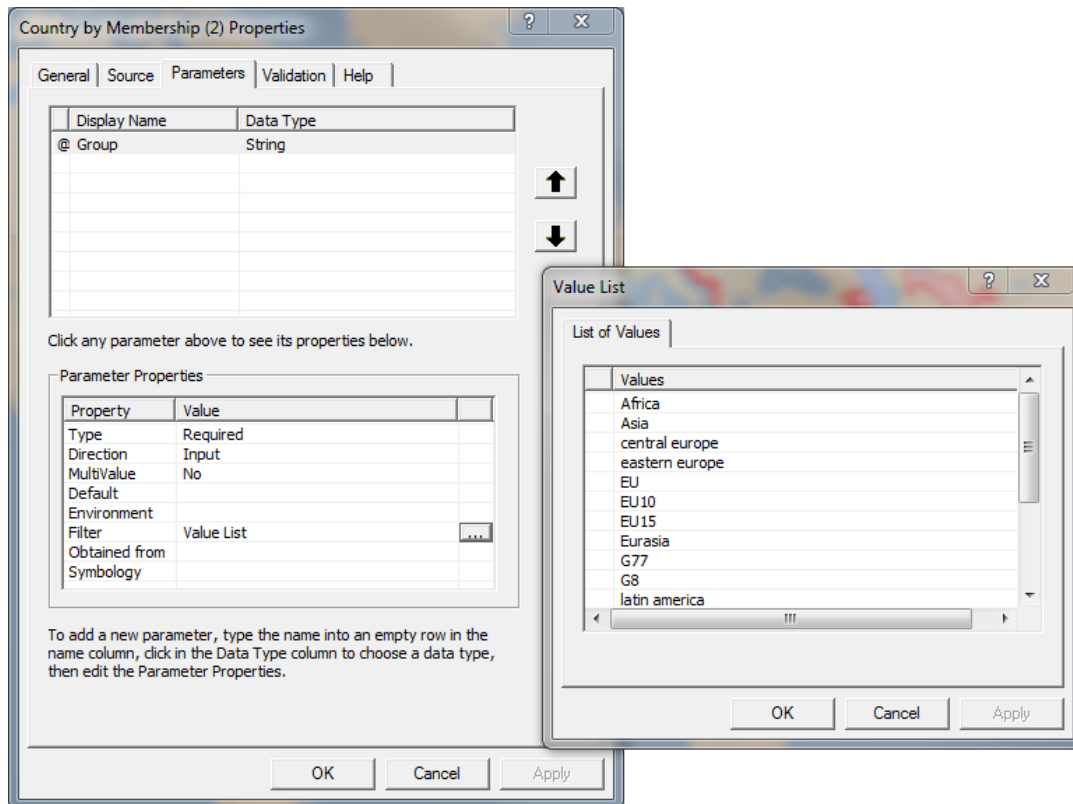 Country by Membership (2) Properties
General Source Parameters Validation Help
Display Name Data Type
@ Group String
Click any parameter above to see its properties below.
Parameter Properties
Property Value
Type Required
Direction Input
MultiValue No
Default
Environment
Filter Value List ...
Obtained from
Symbology
To add a new parameter, type the name into an empty row in the
name column, click in the Data Type column to choose a data type,
then edit the Parameter Properties.
OK Cancel Apply
Value List
List of Values
Values
Africa
Asia
central europe
eastern europe
EU
EU10
EU15
Eurasia
G77
G8
latin america
OK Cancel Apply